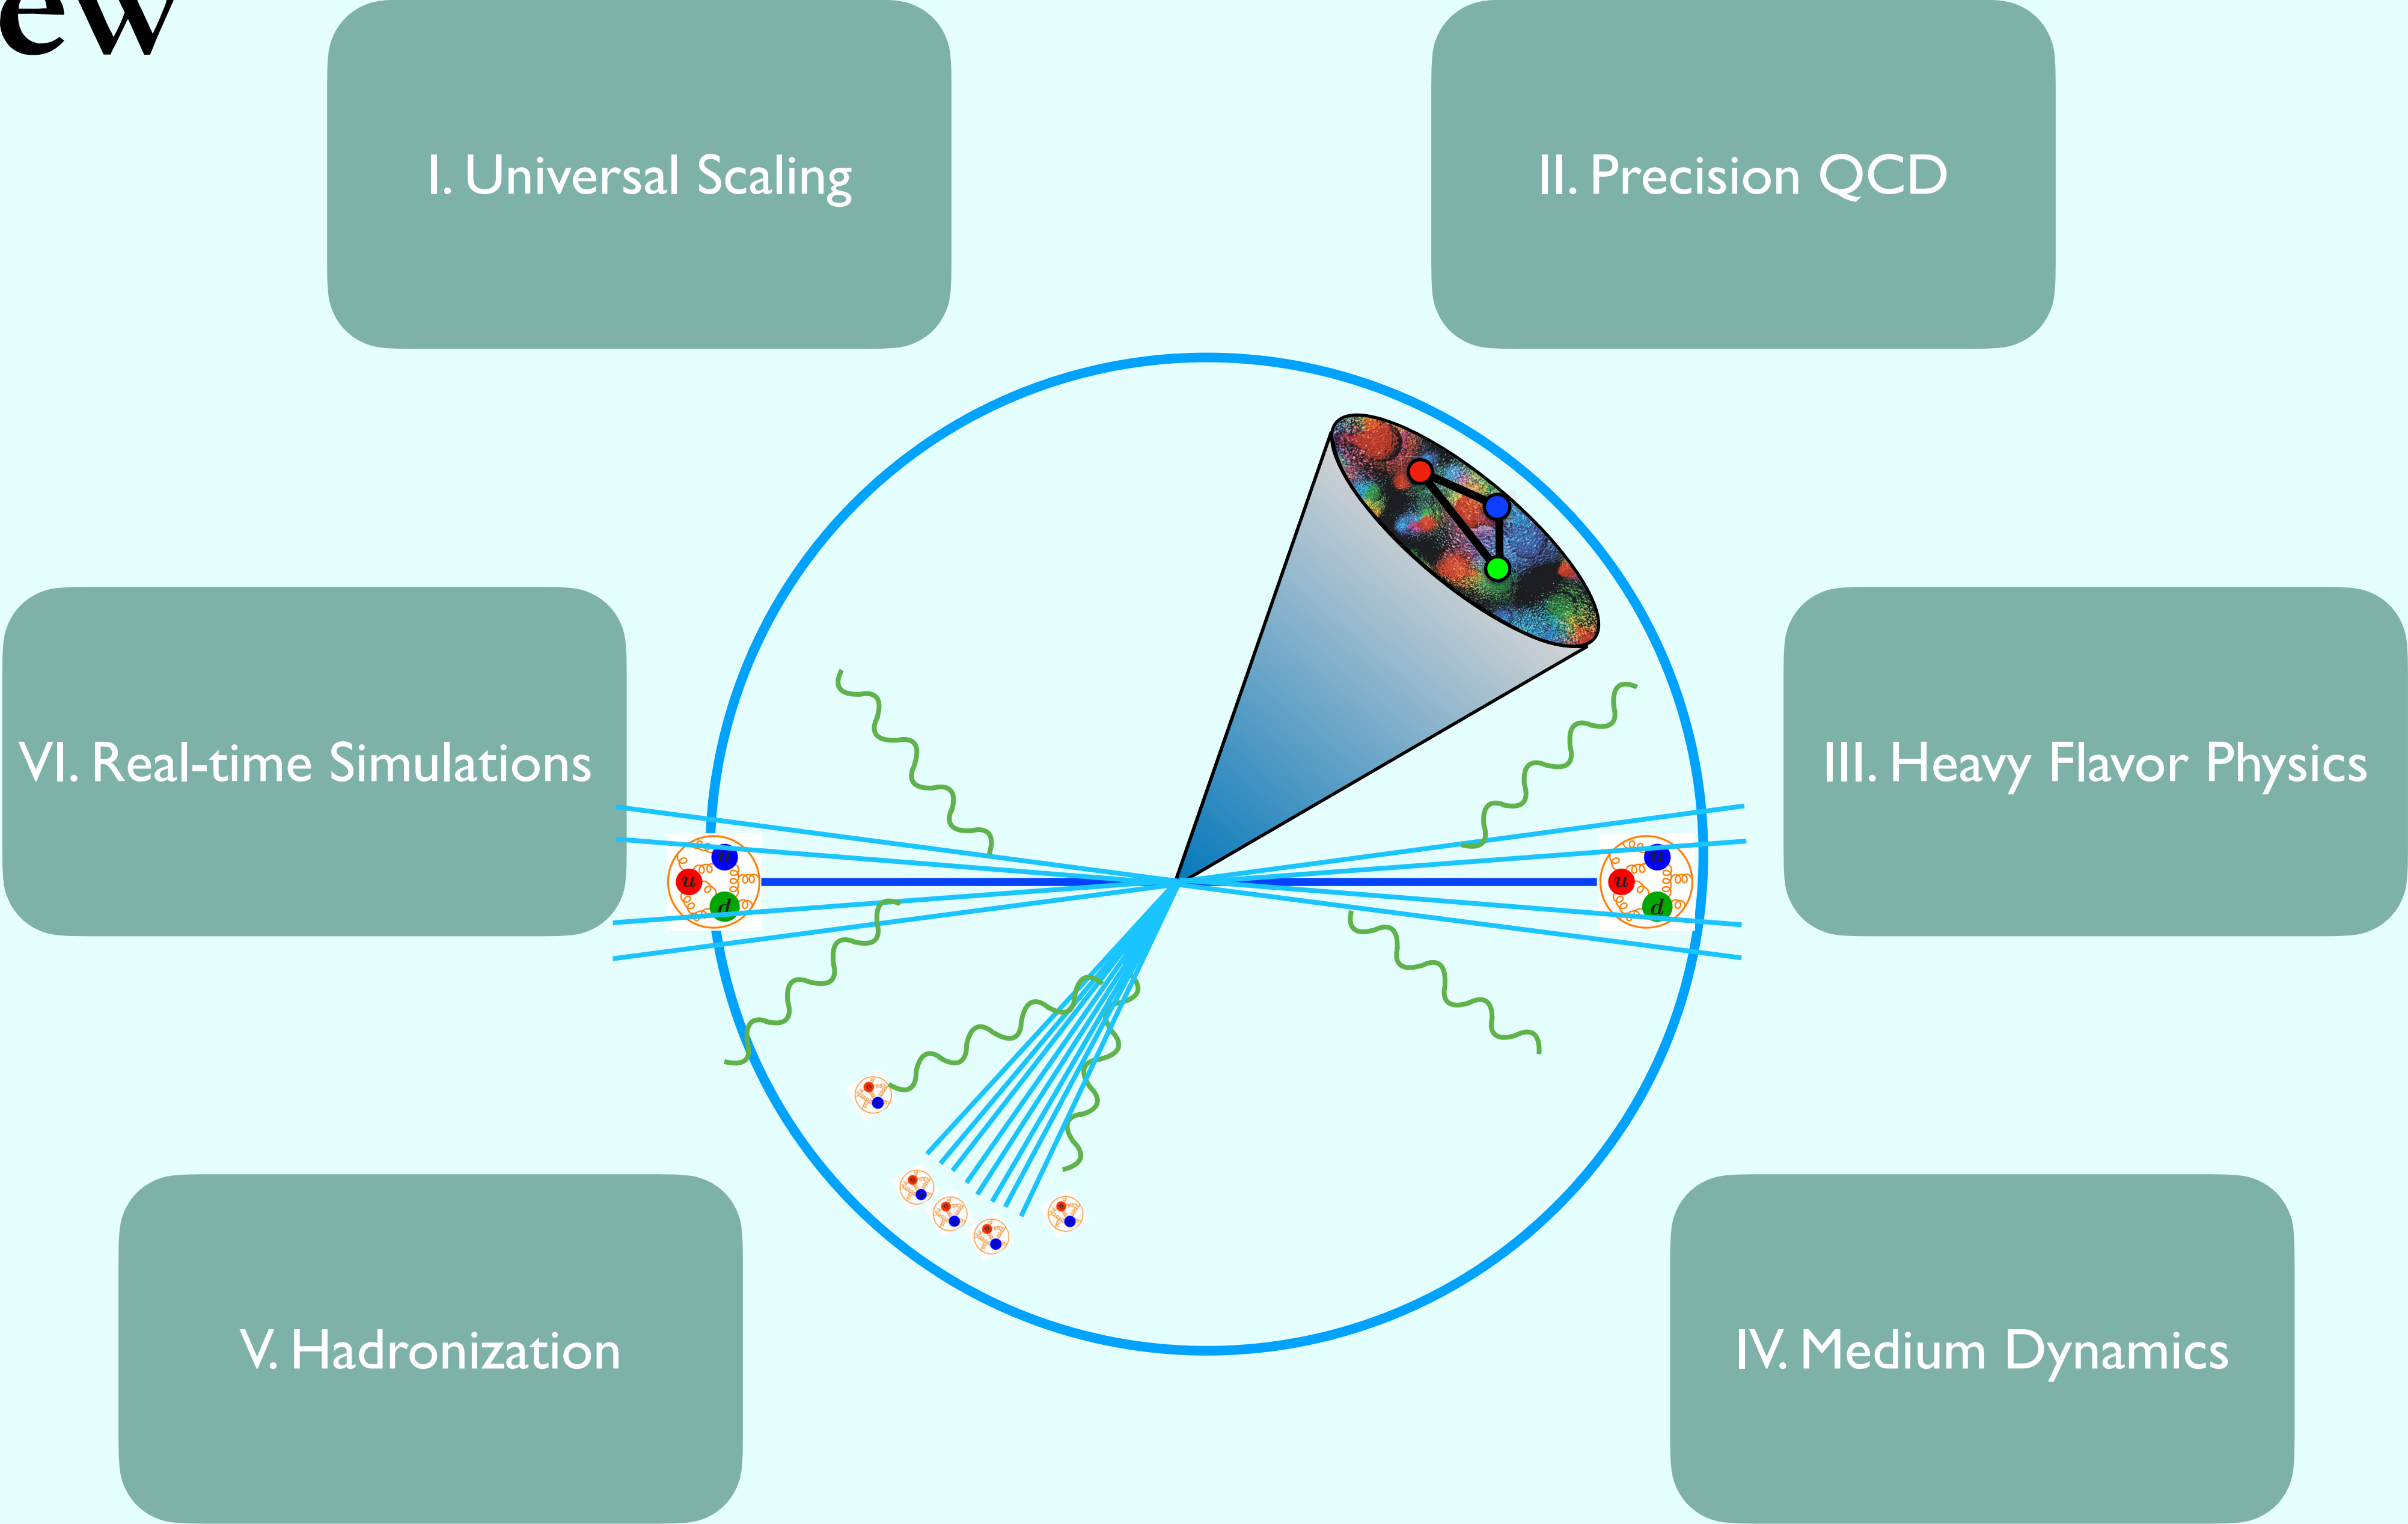 ew
I. Universal Scaling
II. Precision QCD
VI. Real-time Simulations
III. Heavy Flavor Physics
u
u
d
u
u
d
V. Hadronization
IV. Medium Dynamics